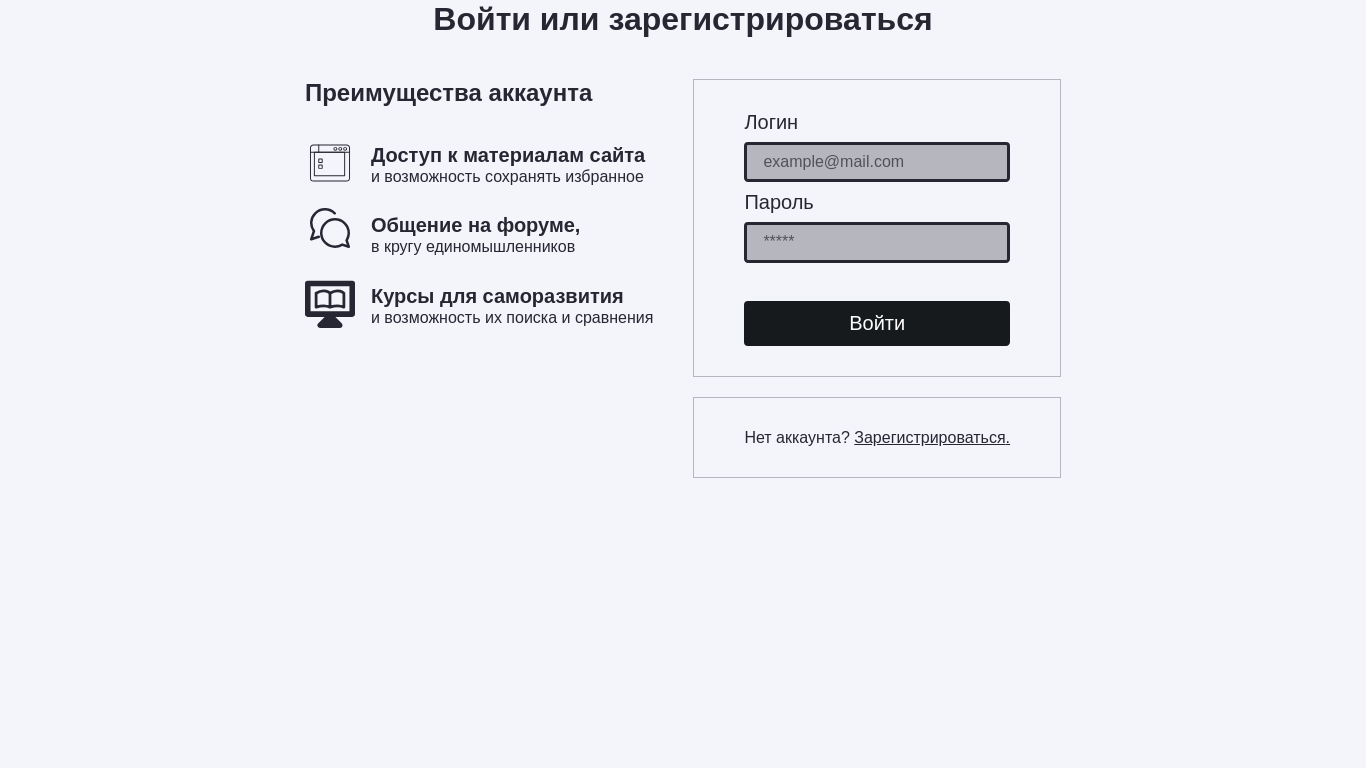 Войти или зарегистрироваться
Преимущества аккаунта
Доступ к материалам сайта
и возможность сохранять избранное
Общение на форуме,
в кругу единомышленников
Курсы для саморазвития
и возможность их поиска и сравнения
Логин
example@mail.com
Пароль
*****
Войти
Нет аккаунта? Зарегистрироваться.